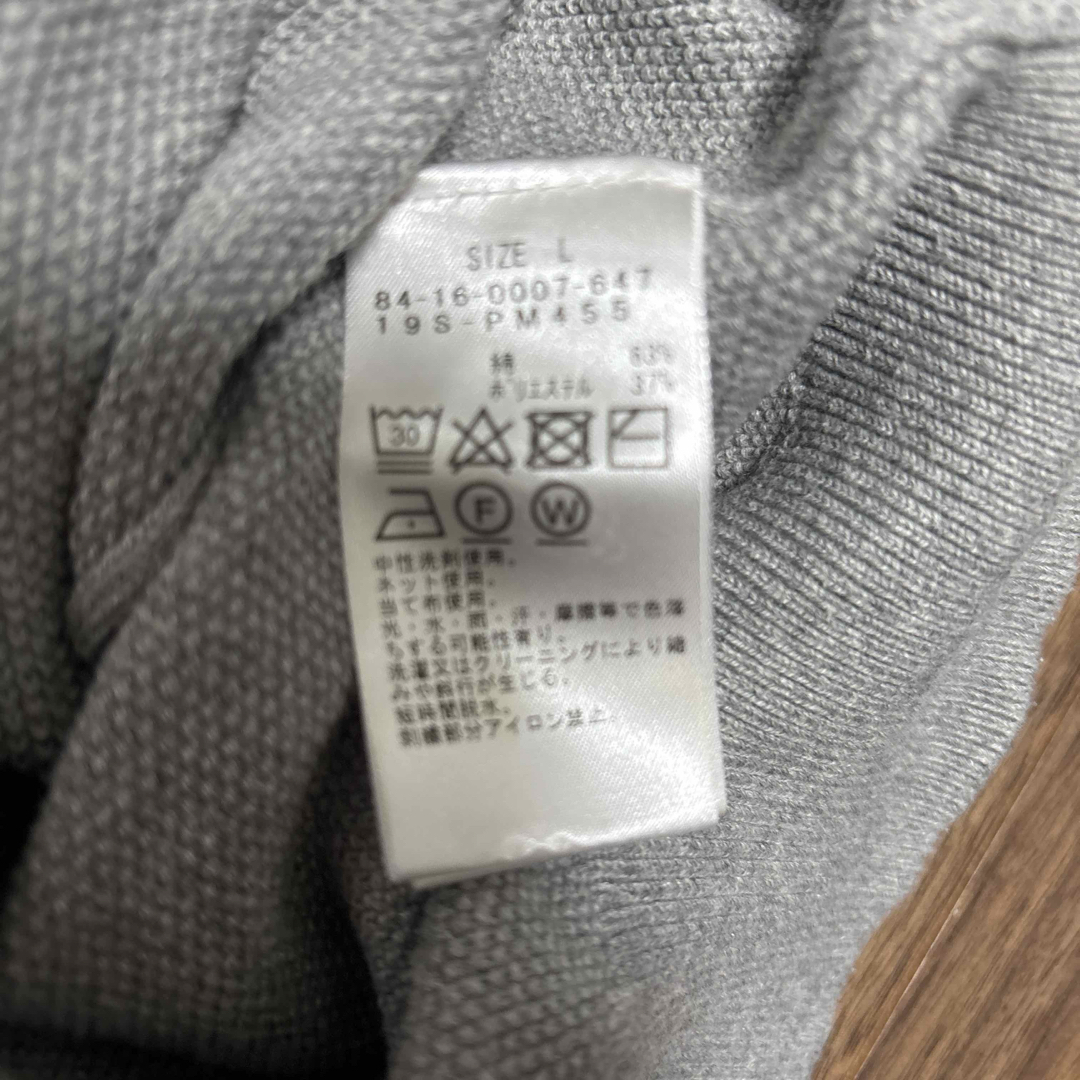 SIZE L
84-16-0007-647
19S-PM455
綿 63%
ポリエステル 37%
30
F W
中性洗剤使用。
ネット使用。
当て布使用。
光・水・雨・汗・摩擦等で色落
ちする可能性有り。
洗濯又はクリーニングにより縮
みや斜行が生じる。
短時間脱水。
刺繍部分アイロン禁止。